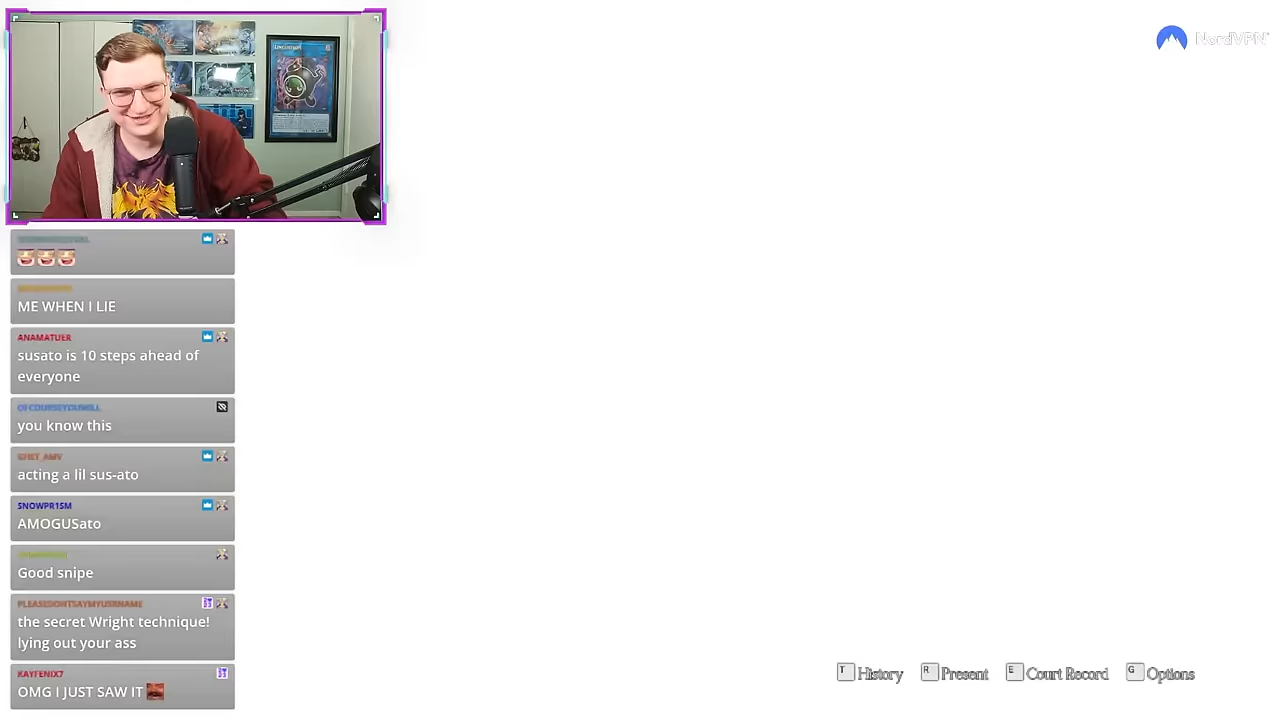 NordVPN
ME WHEN I LIE
ANAMATUER
susato is 10 steps ahead of
everyone
OFCOURSEYOUWILL
you know this
acting a lil sus-ato
SNOWPR1SM
AMOGUSato
Good snipe
PLEASEDONTSAYMYUSRNAME
the secret Wright technique!
lying out your ass
KAYFENIX7
OMG I JUST SAW IT
T History R Present E Court Record G Options